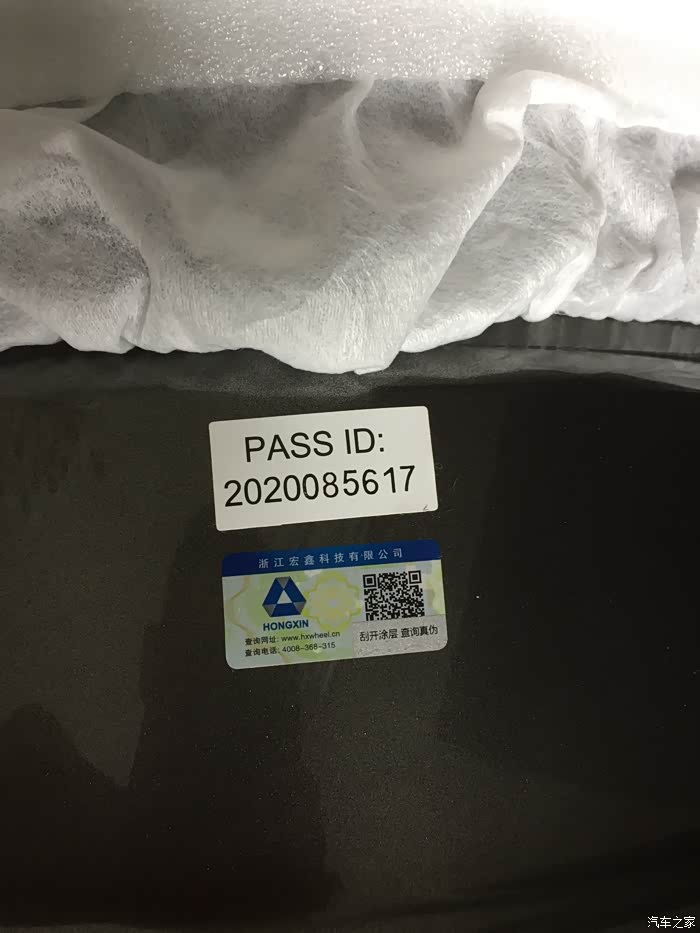 PASS ID:
2020085617
浙江宏鑫科技有限公司
HONGXIN
查询网址: www.hxwheel.cn
查询电话: 4008-368-315
刮开涂层 查询真伪
汽车之家